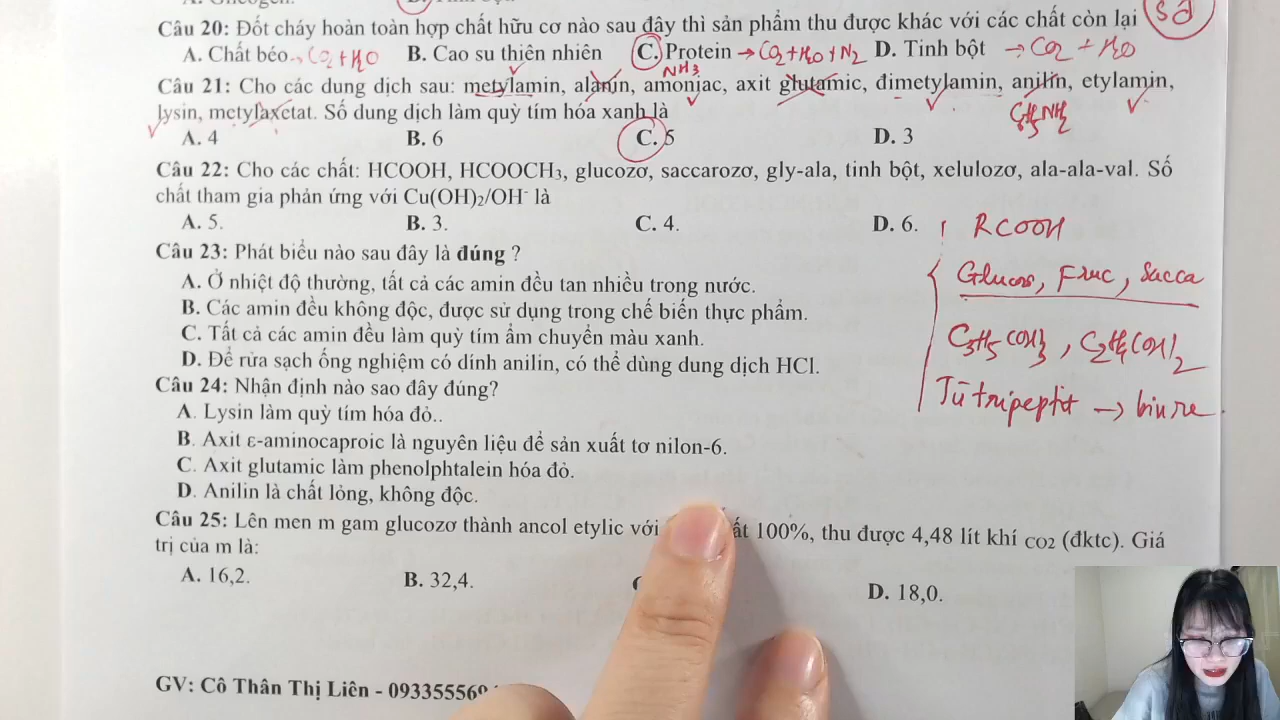 Câu 20: Đốt cháy hoàn toàn hợp chất hữu cơ nào sau đây thì sản phẩm thu được khác với các chất còn lại
A. Chất béo → CO2 + H2O B. Cao su thiên nhiên C. Protein → CO2 + H2O + N2 D. Tinh bột → CO2 + H2O
NH3
Câu 21: Cho các dung dịch sau: metylamin, alanin, amoniac, axit glutamic, đimetylamin, anilin, etylamin,
lysin, metylaxetat. Số dung dịch làm quỳ tím hóa xanh là
C6H5NH2
A. 4 B. 6 C. 5 D. 3
Câu 22: Cho các chất: HCOOH, HCOOCH3, glucozơ, saccarozơ, gly-ala, tinh bột, xelulozơ, ala-ala-val. Số
chất tham gia phản ứng với Cu(OH)2/OH- là
A. 5. B. 3. C. 4. D. 6.
RCOOH
Glucos, Fruc, Sacca
C3H5(OH)3, C2H4(OH)2
Từ tripeptit → biure
Câu 23: Phát biểu nào sau đây là đúng ?
A. Ở nhiệt độ thường, tất cả các amin đều tan nhiều trong nước.
B. Các amin đều không độc, được sử dụng trong chế biến thực phẩm.
C. Tất cả các amin đều làm quỳ tím ẩm chuyển màu xanh.
D. Để rửa sạch ống nghiệm có dính anilin, có thể dùng dung dịch HCl.
Câu 24: Nhận định nào sao đây đúng?
A. Lysin làm quỳ tím hóa đỏ..
B. Axit ε-aminocaproic là nguyên liệu để sản xuất tơ nilon-6.
C. Axit glutamic làm phenolphtalein hóa đỏ.
D. Anilin là chất lỏng, không độc.
Câu 25: Lên men m gam glucozơ thành ancol etylic với 100%, thu được 4,48 lít khí CO2 (đktc). Giá
trị của m là:
A. 16,2. B. 32,4. D. 18,0.
GV: Cô Thân Thị Liên - 093355569